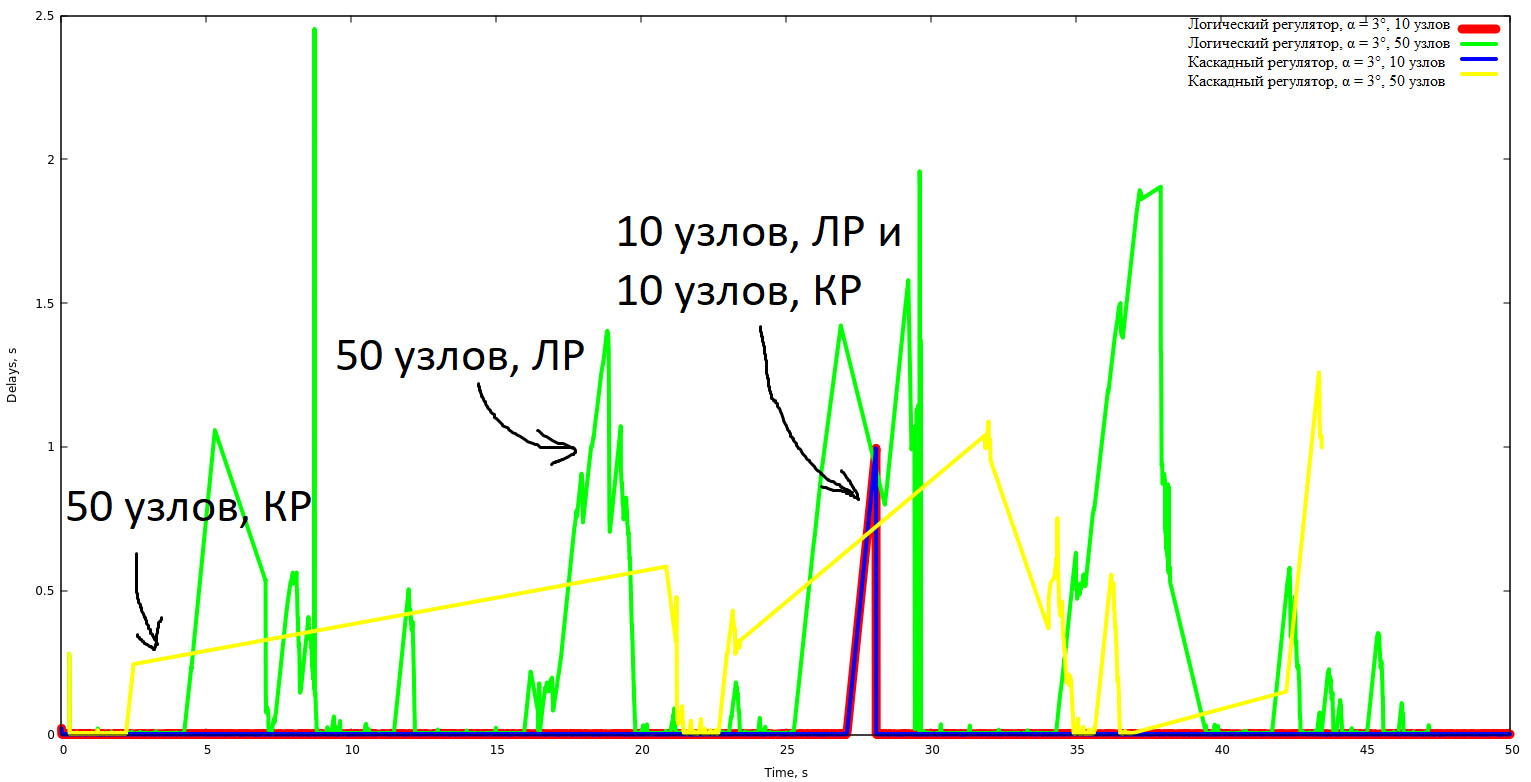 2.5
2
1.5
1
0.5
0
Delays, s
Логический регулятор, α = 3°, 10 узлов
Логический регулятор, α = 3°, 50 узлов
Каскадный регулятор, α = 3°, 10 узлов
Каскадный регулятор, α = 3°, 50 узлов
10 узлов, ЛР и
10 узлов, КР
50 узлов, ЛР
50 узлов, КР
0 5 10 15 20 25 30 35 40 45 50
Time, s